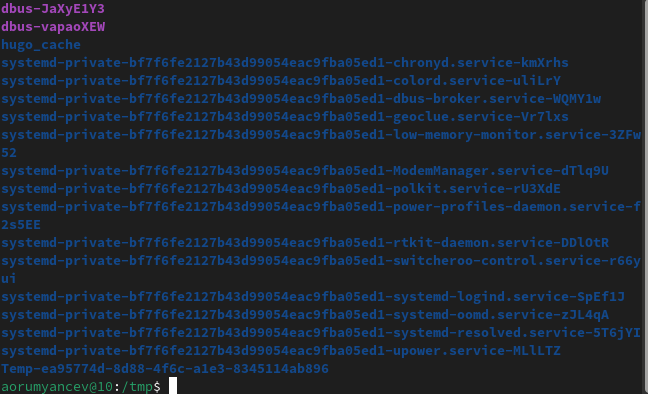 dbus-JaXyE1Y3
dbus-vapaoXEW
hugo_cache
systemd-private-bf7f6fe2127b43d99054eac9fba05ed1-chronyd.service-kmXrhs
systemd-private-bf7f6fe2127b43d99054eac9fba05ed1-colord.service-uliLrY
systemd-private-bf7f6fe2127b43d99054eac9fba05ed1-dbus-broker.service-WQMY1w
systemd-private-bf7f6fe2127b43d99054eac9fba05ed1-geoclue.service-Vr7lxs
systemd-private-bf7f6fe2127b43d99054eac9fba05ed1-low-memory-monitor.service-3ZFw
52
systemd-private-bf7f6fe2127b43d99054eac9fba05ed1-ModemManager.service-dTlq9U
systemd-private-bf7f6fe2127b43d99054eac9fba05ed1-polkit.service-rU3XdE
systemd-private-bf7f6fe2127b43d99054eac9fba05ed1-power-profiles-daemon.service-f
2s5EE
systemd-private-bf7f6fe2127b43d99054eac9fba05ed1-rtkit-daemon.service-DDlOtR
systemd-private-bf7f6fe2127b43d99054eac9fba05ed1-switcheroo-control.service-r66y
ui
systemd-private-bf7f6fe2127b43d99054eac9fba05ed1-systemd-logind.service-SpEf1J
systemd-private-bf7f6fe2127b43d99054eac9fba05ed1-systemd-oomd.service-zJL4qA
systemd-private-bf7f6fe2127b43d99054eac9fba05ed1-systemd-resolved.service-5T6jYI
systemd-private-bf7f6fe2127b43d99054eac9fba05ed1-upower.service-MLlLTZ
Temp-ea95774d-8d88-4f6c-a1e3-8345114ab896
aorumyancev@10:/tmp$